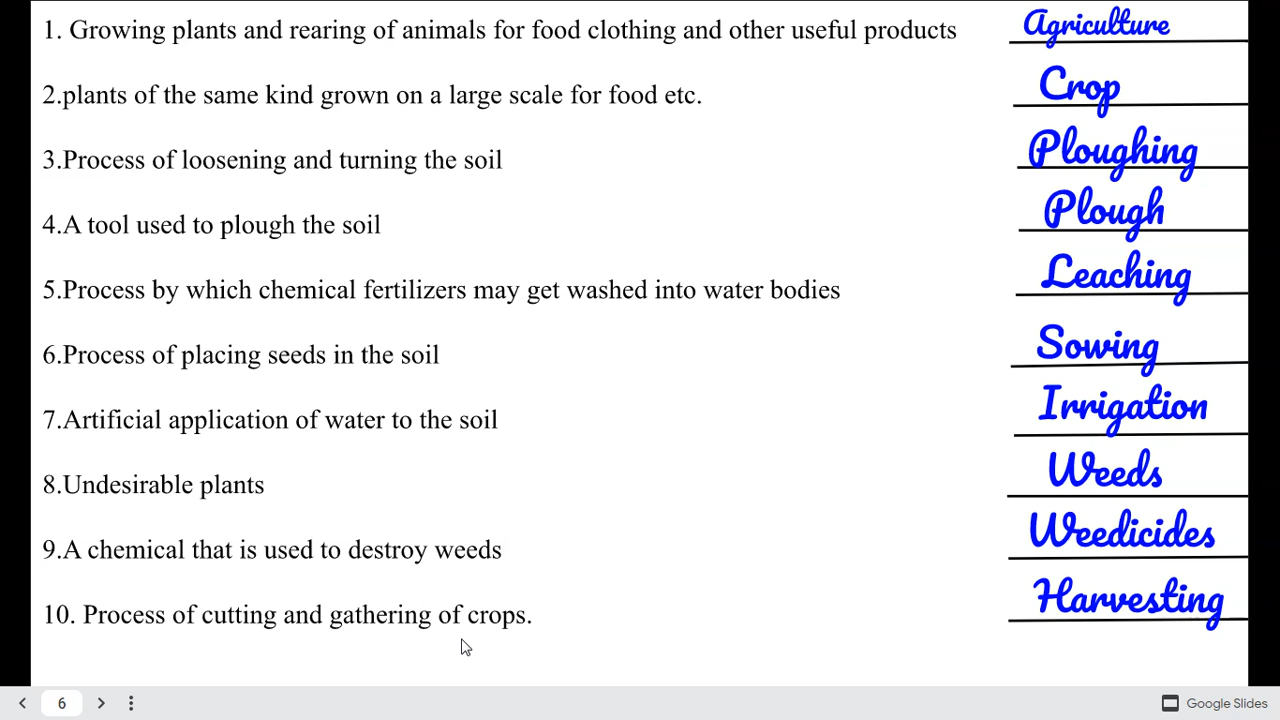 1. Growing plants and rearing of animals for food clothing and other useful products Agriculture
2.plants of the same kind grown on a large scale for food etc. Crop
3.Process of loosening and turning the soil Ploughing
4.A tool used to plough the soil Plough
5.Process by which chemical fertilizers may get washed into water bodies Leaching
6.Process of placing seeds in the soil Sowing
7.Artificial application of water to the soil Irrigation
8.Undesirable plants Weeds
9.A chemical that is used to destroy weeds Weedicides
10. Process of cutting and gathering of crops. Harvesting
6 Google Slides